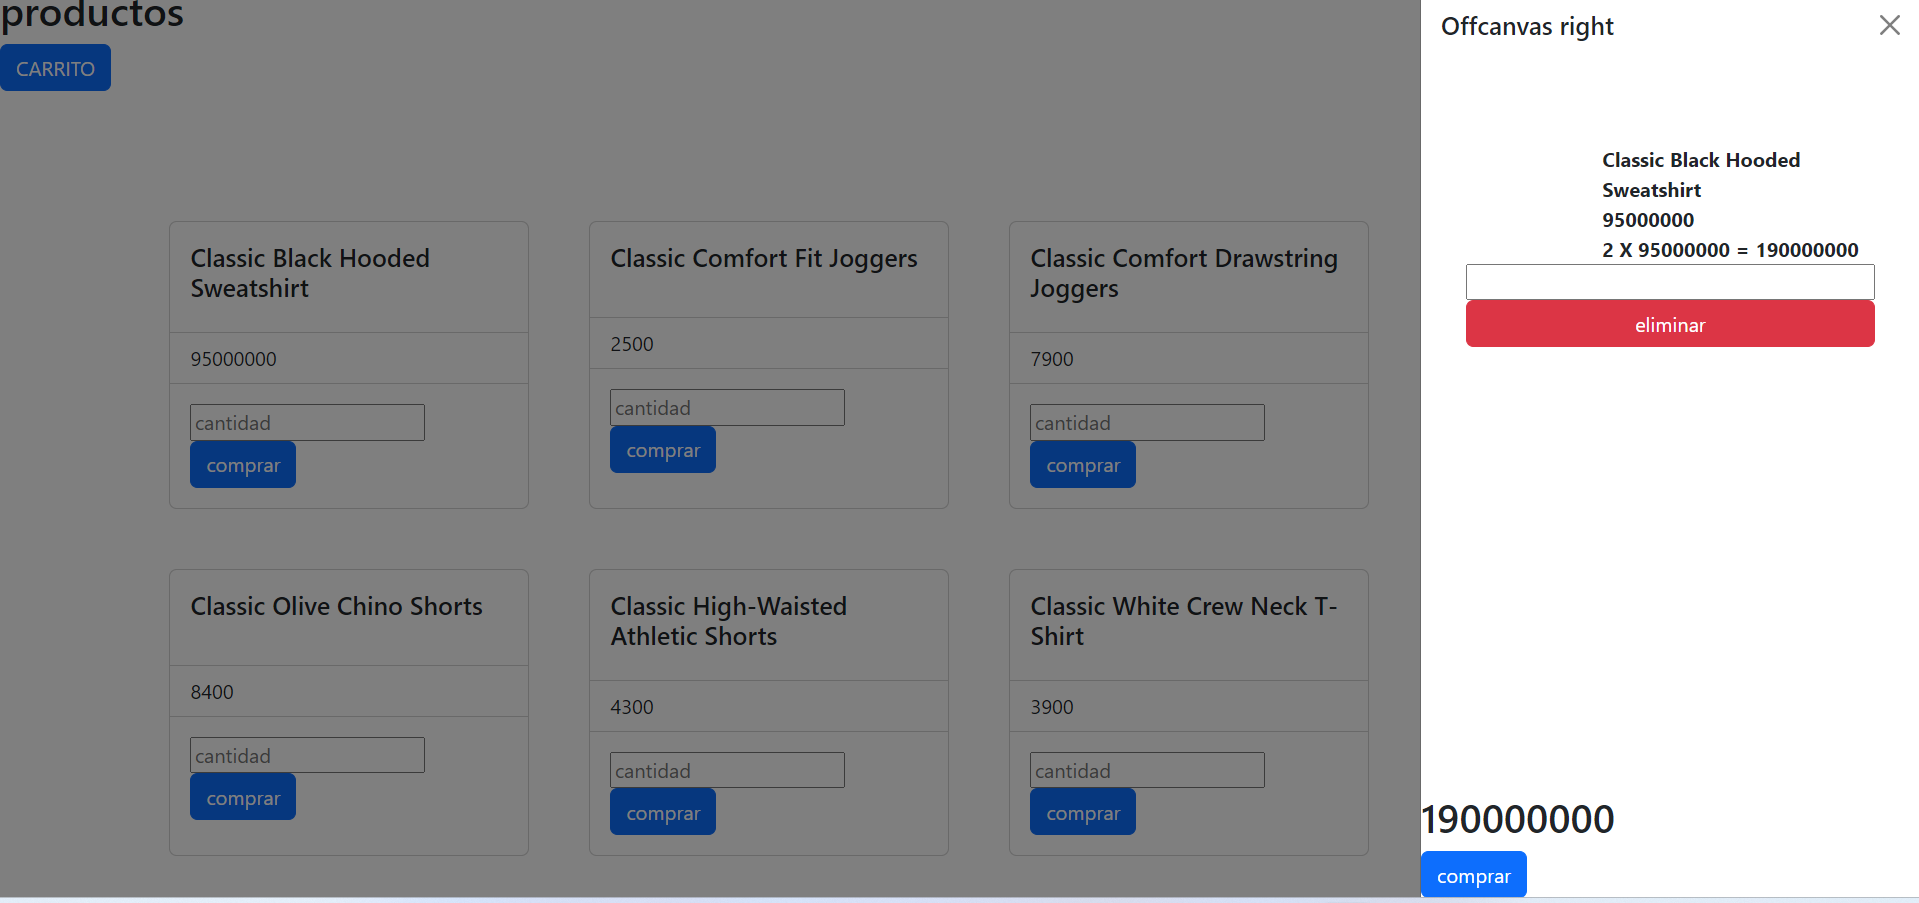 productos
CARRITO
Classic Black Hooded
Sweatshirt
95000000
cantidad
comprar
Classic Comfort Fit Joggers
2500
cantidad
comprar
Classic Comfort Drawstring
Joggers
7900
cantidad
comprar
Classic Olive Chino Shorts
8400
cantidad
comprar
Classic High-Waisted
Athletic Shorts
4300
cantidad
comprar
Classic White Crew Neck T-
Shirt
3900
cantidad
comprar
Offcanvas right
Classic Black Hooded
Sweatshirt
95000000
2 X 95000000 = 190000000
eliminar
190000000
comprar